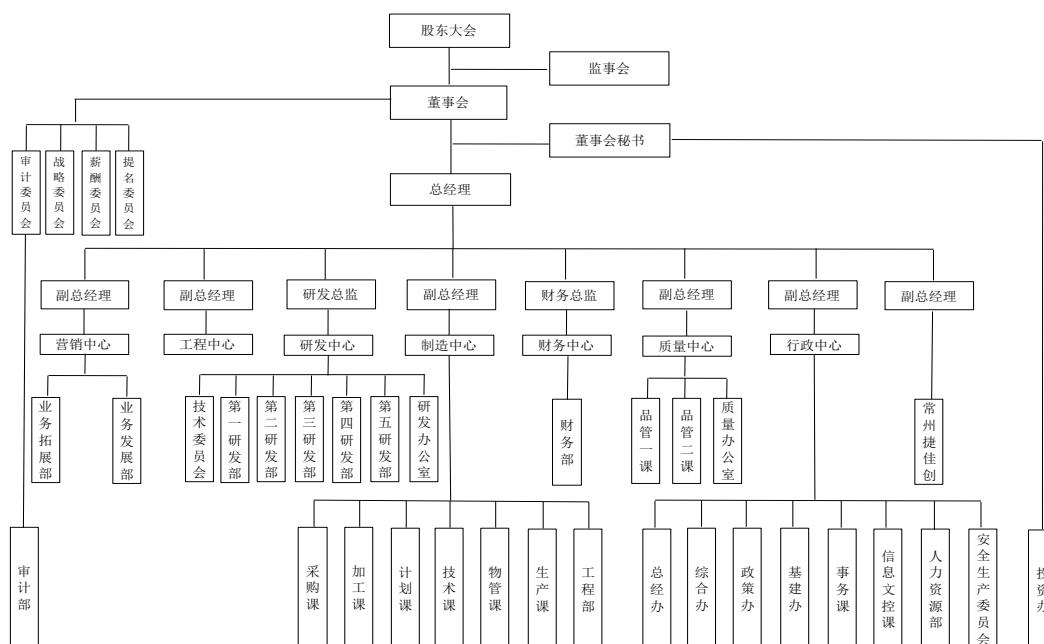 股东大会
监事会
董事会
董事会秘书
审计委员会
战略委员会
薪酬委员会
提名委员会
总经理
副总经理
副总经理
研发总监
副总经理
财务总监
副总经理
副总经理
副总经理
营销中心
工程中心
研发中心
制造中心
财务中心
质量中心
行政中心
业务拓展部
业务发展部
技术委员会
第一研发部
第二研发部
第三研发部
第四研发部
第五研发部
研发办公室
财务部
品管一课
品管二课
质量办公室
常州捷佳创
审计部
采购课
加工课
计划课
技术课
物管课
生产课
工程部
总经办
综合办
政策办
基建办
事务课
信息文控课
人力资源部
安全生产委员会
投资办